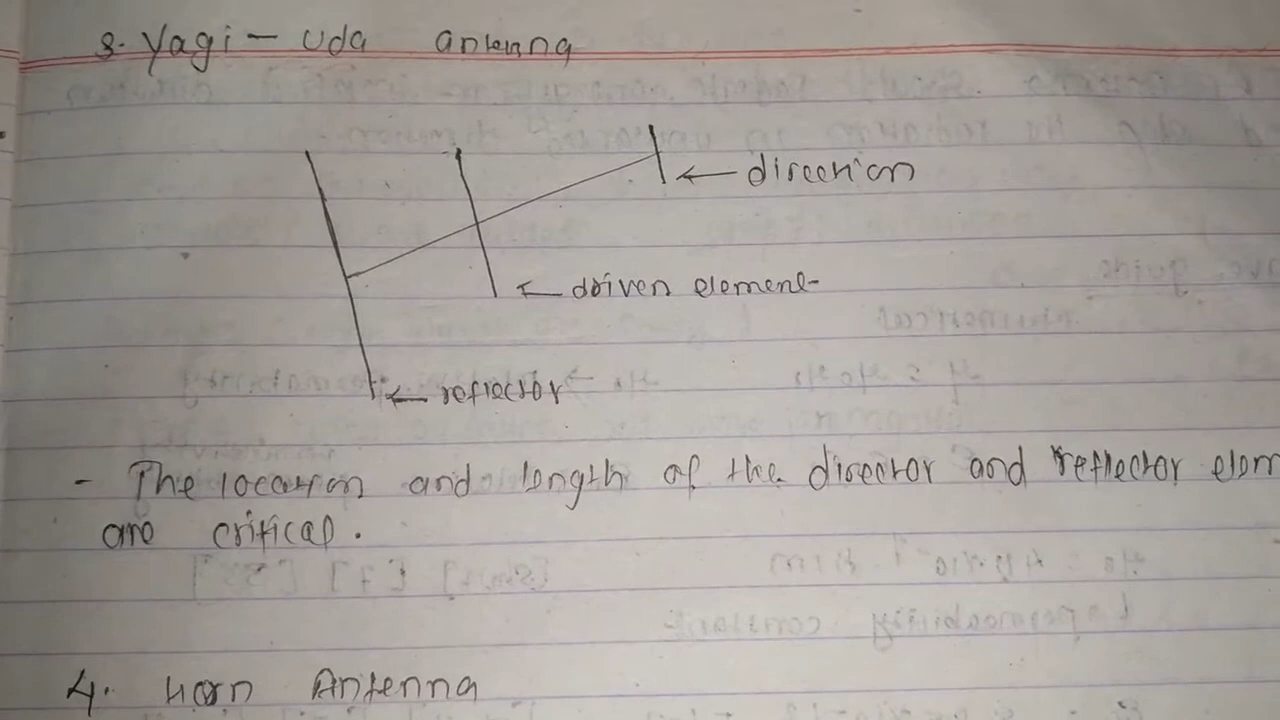 3. Yagi - Uda antenna
← direction
← driven element
← reflector
- The location and length of the director and reflector elem
are critical.
4. Horn Antenna